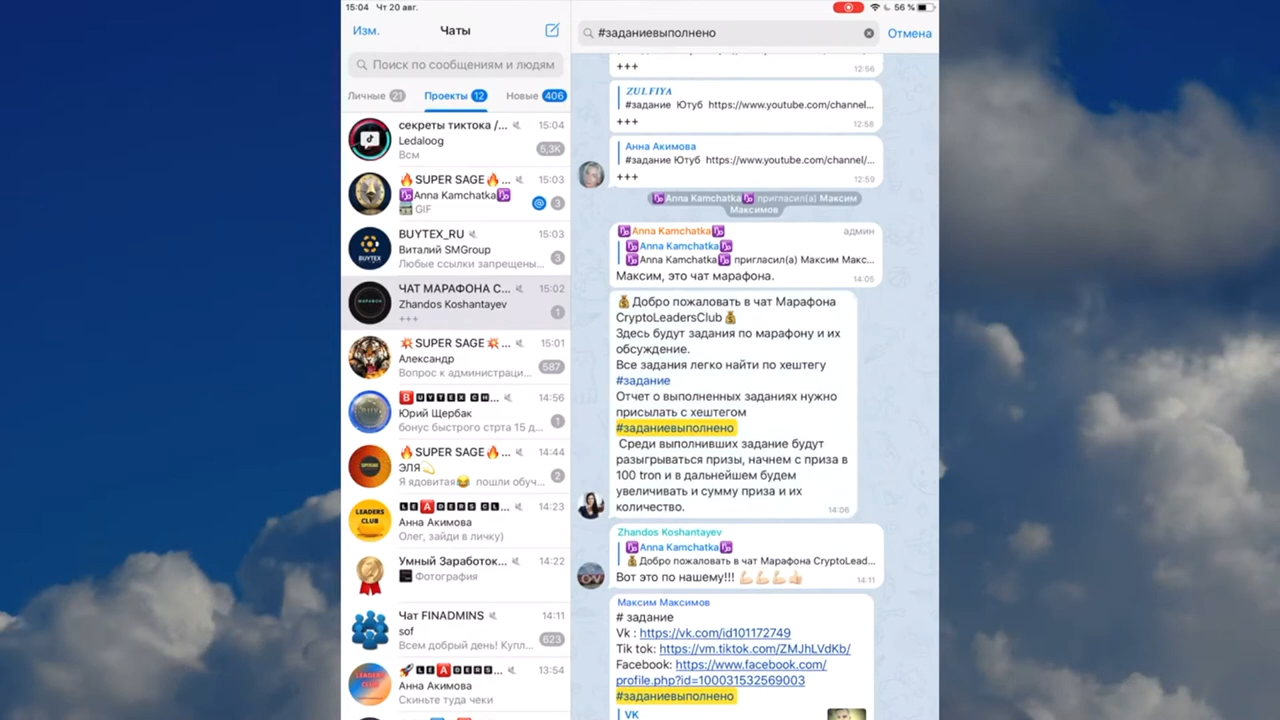 15:04 Чт 20 авг.
56 %
Изм.
Чаты
Поиск по сообщениям и людям
Личные 21
Проекты 12
Новые 406
секреты тиктока /... 15:04
Ledaloog
Всм
5,3K
🔥SUPER SAGE🔥... 15:03
♑Anna Kamchatka♑
GIF
@ 3
BUYTEX_RU 15:03
Виталий SMGroup
Любые ссылки запрещены...
3
BUYTEX
ЧАТ МАРАФОНА С... 15:02
Zhandos Koshantayev
+++
1
МАРАФОН
💥SUPER SAGE💥... 15:01
Александр
Вопрос к администраци...
587
🅱🆄🆈🆃🅴🆇 🅲🅷... 14:56
Юрий Щербак
бонус быстрого стрта 15 д...
1
🔥SUPER SAGE🔥... 14:44
ЭЛЯ💫
Я ядовитая😂 пошли обуч...
2
🅻🅴🅰🅳🅴🆁🆂 🅲🅻... 14:23
Анна Акимова
Олег, зайди в личку)
LEADERS
CLUB
Умный Заработок... 14:22
Фотография
Чат FINADMINS 14:11
sof
Всем добрый день! Купл...
623
🚀🅻🅴🅰🅳🅴🆁🆂... 13:54
Анна Акимова
Скиньте туда чеки
LEADERS
CLUB
#заданиевыполнено
Отмена
+++
12:56
ZULFIYA
#задание Ютуб https://www.youtube.com/channel...
+++
12:58
Анна Акимова
#задание Ютуб https://www.youtube.com/channel/...
+++
12:59
♑Anna Kamchatka♑ пригласил(а) Максим
Максимов
♑Anna Kamchatka♑ админ
♑Anna Kamchatka♑
♑Anna Kamchatka♑ пригласил(а) Максим Макс...
Максим, это чат марафона.
14:05
💰Добро пожаловать в чат Марафона
CryptoLeadersClub💰
Здесь будут задания по марафону и их
обсуждение.
Все задания легко найти по хештегу
#задание
Отчет о выполненных заданиях нужно
присылать с хештегом
#заданиевыполнено
Среди выполнивших задание будут
разыгрываться призы, начнем с приза в
100 tron и в дальнейшем будем
увеличивать и сумму приза и их
количество.
14:06
Zhandos Koshantayev
♑Anna Kamchatka♑
💰Добро пожаловать в чат Марафона CryptoLead...
Вот это по нашему!!! 💪🏻💪🏻💪🏻👍🏻
14:11
Максим Максимов
# задание
Vk : https://vk.com/id101172749
Tik tok: https://vm.tiktok.com/ZMJhLVdKb/
Facebook: https://www.facebook.com/
profile.php?id=100031532569003
#заданиевыполнено
VK